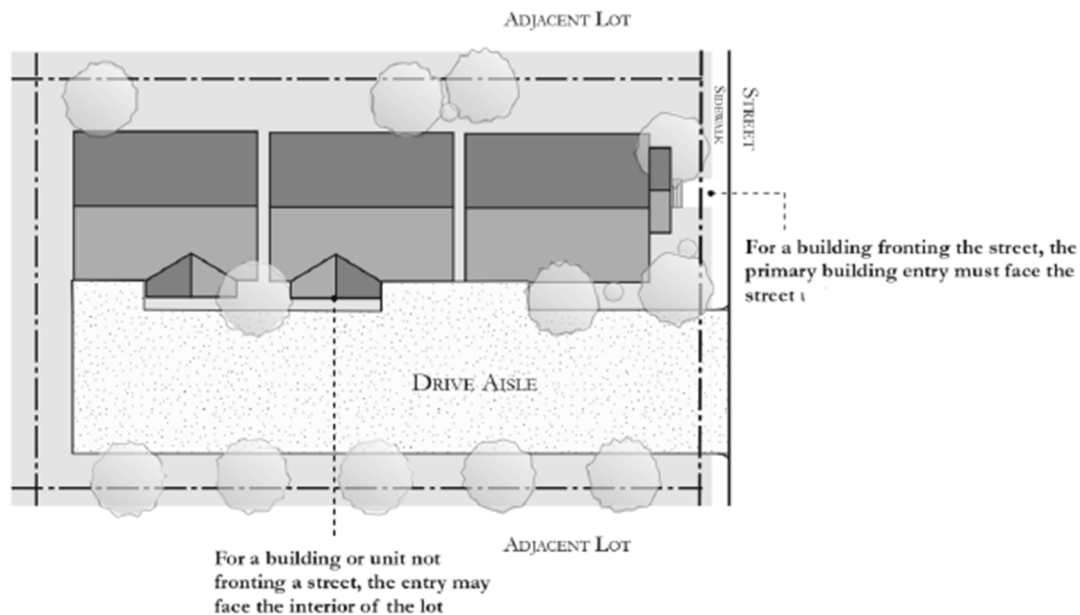 ADJACENT LOT
SIDEWALK
STREET
For a building fronting the street, the
primary building entry must face the
street
DRIVE AISLE
ADJACENT LOT
For a building or unit not
fronting a street, the entry may
face the interior of the lot